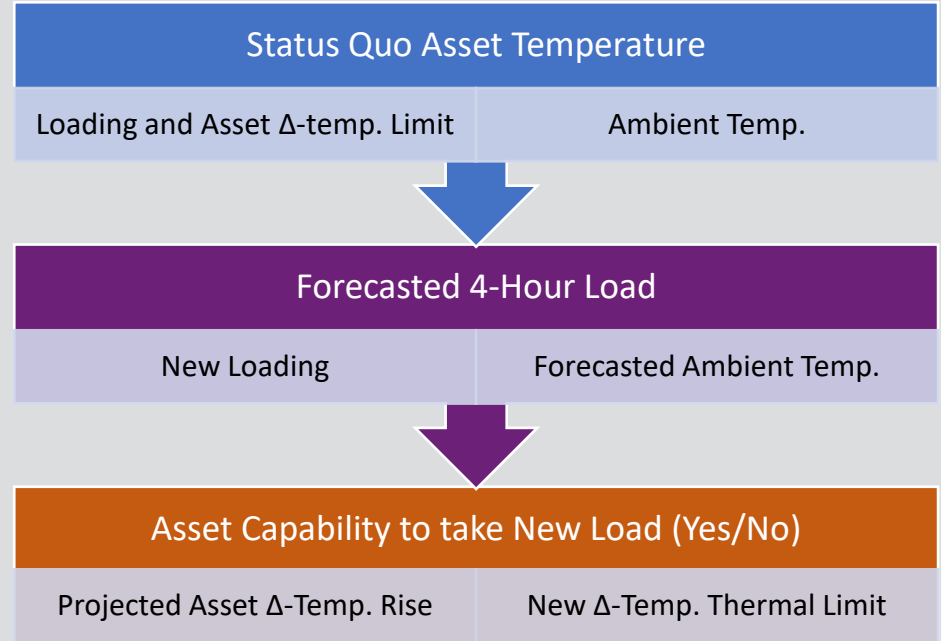 Status Quo Asset Temperature
Loading and Asset Δ-temp. Limit
Ambient Temp.
Forecasted 4-Hour Load
New Loading
Forecasted Ambient Temp.
Asset Capability to take New Load (Yes/No)
Projected Asset Δ-Temp. Rise
New Δ-Temp. Thermal Limit